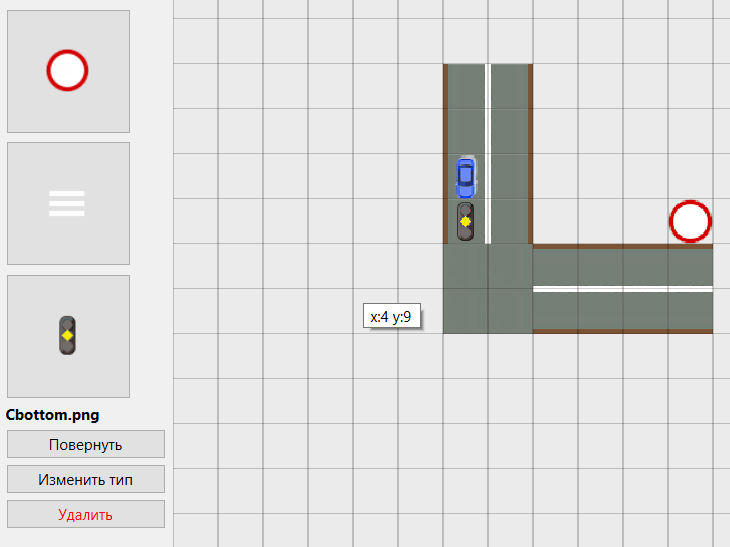 x:4 y:9
Cbottom.png
Повернуть
Изменить тип
Удалить